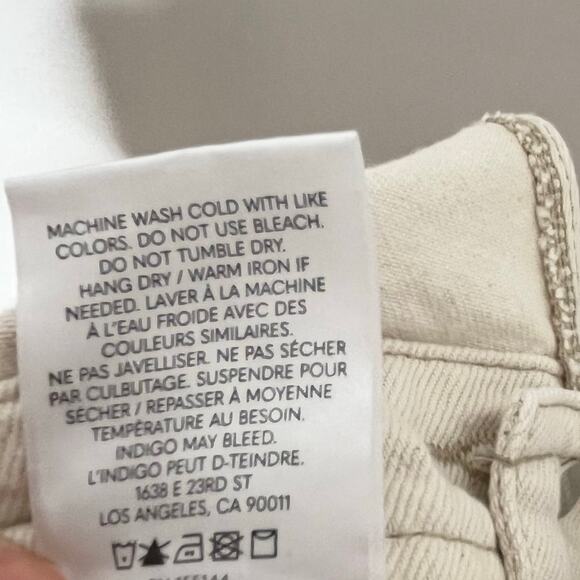 MACHINE WASH COLD WITH LIKE
COLORS. DO NOT USE BLEACH.
DO NOT TUMBLE DRY.
HANG DRY / WARM IRON IF
NEEDED. LAVER À LA MACHINE
À L'EAU FROIDE AVEC DES
COULEURS SIMILAIRES.
NE PAS JAVELLISER. NE PAS SÉCHER
PAR CULBUTAGE. SUSPENDRE POUR
SÉCHER / REPASSER À MOYENNE
TEMPÉRATURE AU BESOIN.
INDIGO MAY BLEED.
L'INDIGO PEUT D-TEINDRE.
1638 E 23RD ST
LOS ANGELES, CA 90011